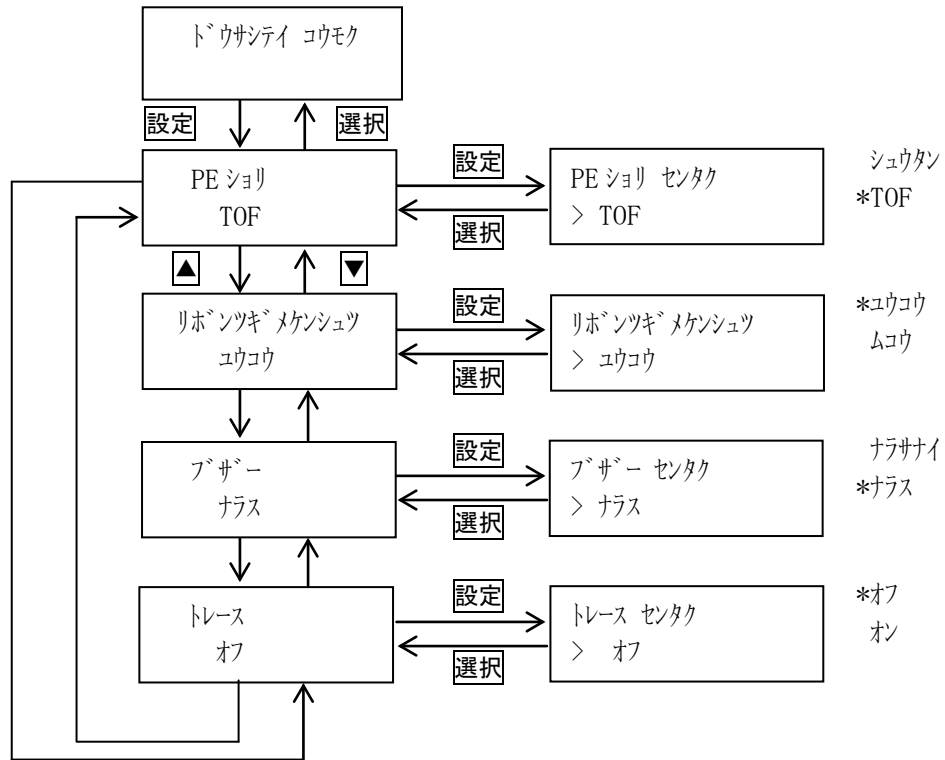 ドウサシテイ コウモク
設定
選択
PEショリ
TOF
設定
選択
PEショリ センタク
> TOF
シュウタン
*TOF
▲
▼
リボンツギメケンシュツ
ユウコウ
設定
選択
リボンツギメケンシュツ
> ユウコウ
*ユウコウ
ムコウ
ブザー
ナラス
設定
選択
ブザー センタク
> ナラス
ナラサナイ
*ナラス
トレース
オフ
設定
選択
トレース センタク
> オフ
*オフ
オン